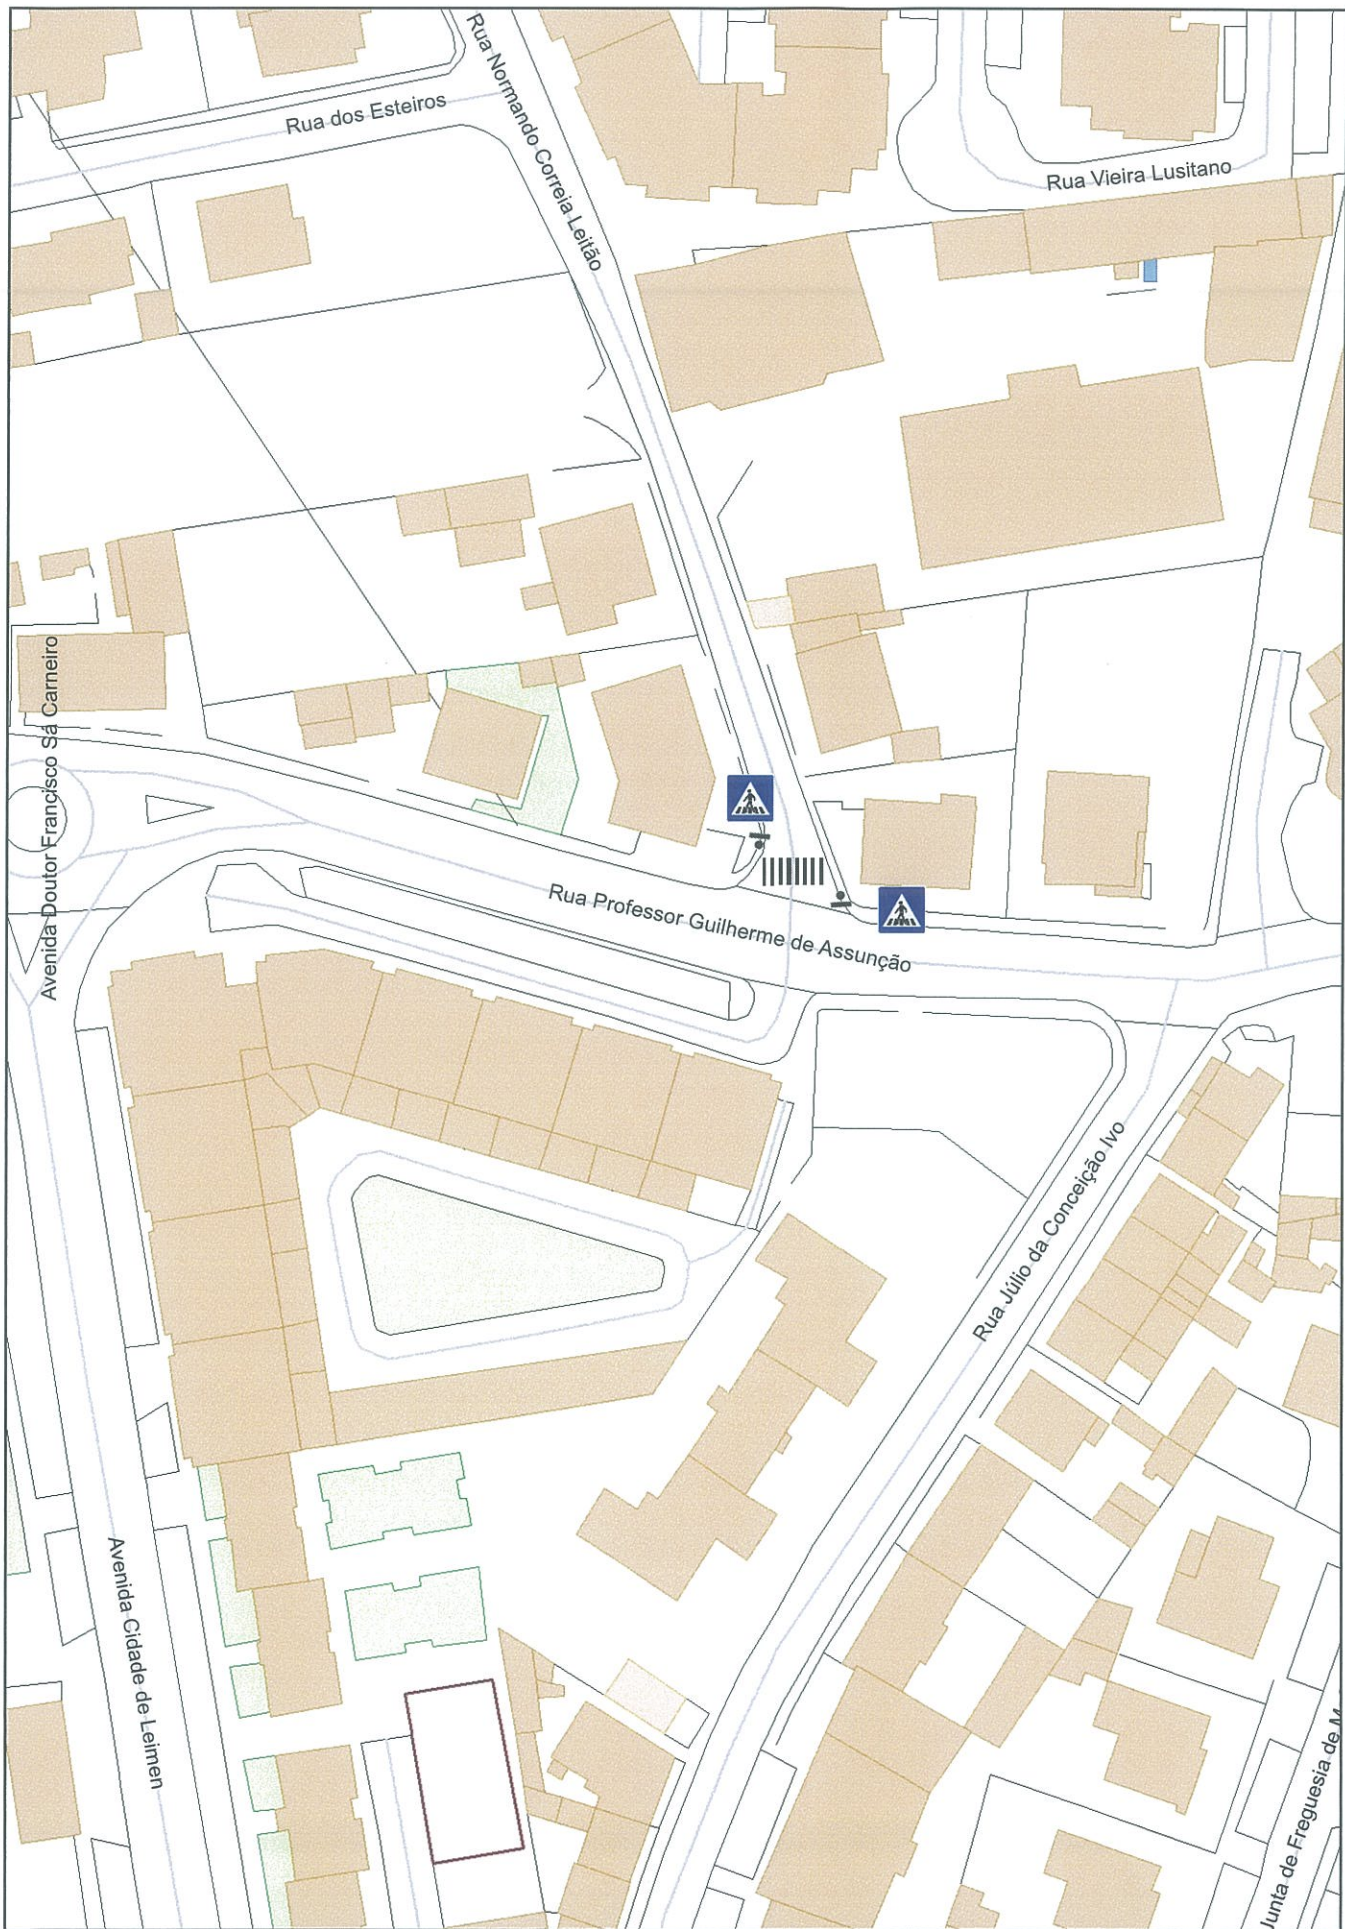 Rua Normando Correia Leitão
Rua dos Esteiros
Rua Vieira Lusitano
Avenida Doutor Francisco Sá Carneiro
Rua Professor Guilherme de Assunção
Rua Júlio da Conceição Ivo
Avenida Cidade de Leimen
Junta de Freguesia de M